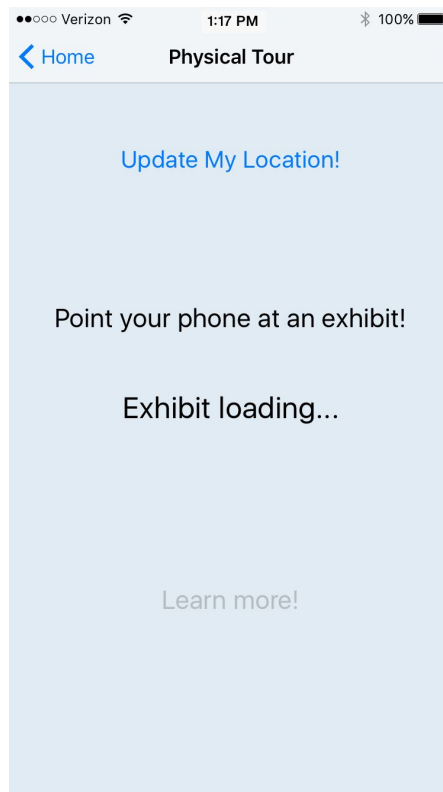 Verizon 1:17 PM 100%
Home Physical Tour
Update My Location!
Point your phone at an exhibit!
Exhibit loading...
Learn more!